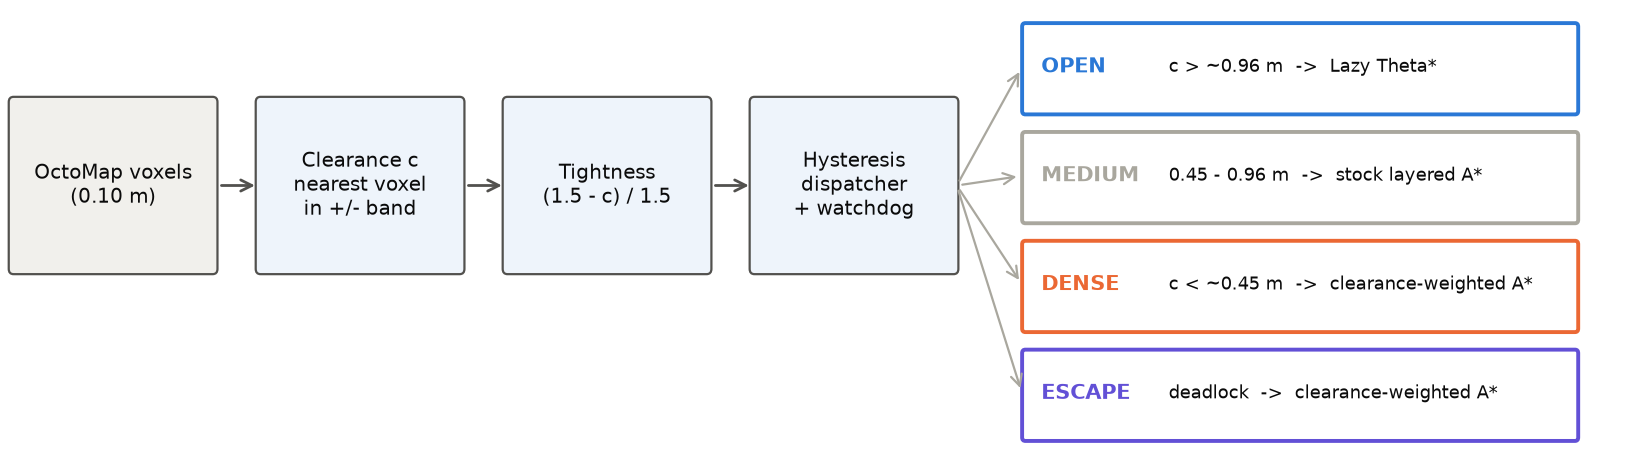 OctoMap voxels
(0.10 m)
Clearance c
nearest voxel
in +/- band
Tightness
(1.5 - c) / 1.5
Hysteresis
dispatcher
+ watchdog
OPEN c > ~0.96 m -> Lazy Theta*
MEDIUM 0.45 - 0.96 m -> stock layered A*
DENSE c < ~0.45 m -> clearance-weighted A*
ESCAPE deadlock -> clearance-weighted A*